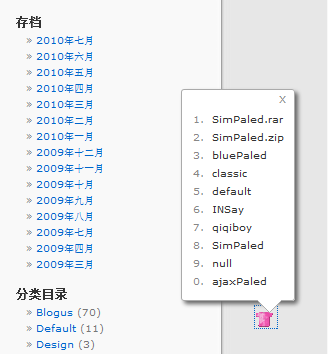 存档
» 2010年七月
» 2010年六月
» 2010年五月
» 2010年四月
» 2010年三月
» 2010年二月
» 2010年一月
» 2009年十二月
» 2009年十一月
» 2009年十月
» 2009年九月
» 2009年八月
» 2009年七月
» 2009年四月
» 2009年三月
分类目录
» Blogus (70)
» Default (11)
» Design (3)
X
1. SimPaled.rar
2. SimPaled.zip
3. bluePaled
4. classic
5. default
6. INSay
7. qiqiboy
8. SimPaled
9. null
0. ajaxPaled